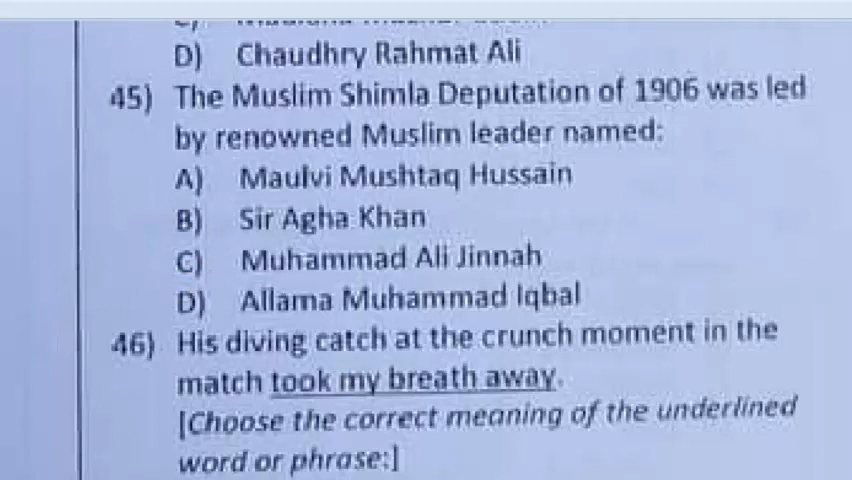 D) Chaudhry Rahmat Ali
45) The Muslim Shimla Deputation of 1906 was led
by renowned Muslim leader named:
A) Maulvi Mushtaq Hussain
B) Sir Agha Khan
C) Muhammad Ali Jinnah
D) Allama Muhammad Iqbal
46) His diving catch at the crunch moment in the
match took my breath away.
[Choose the correct meaning of the underlined
word or phrase:]